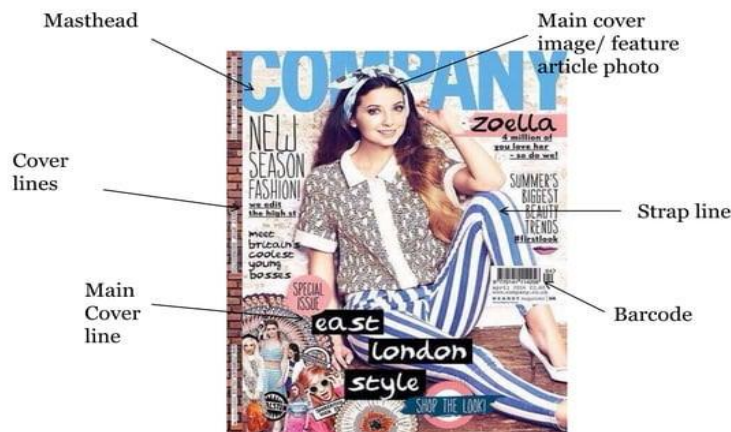 Masthead
Main cover
image/ feature
article photo
COMPANY
Zoella
4 million of
you love her
- so do we!
NEW
SEASON
FASHION!
we edit
the high st
Cover
lines
SUMMER'S
BIGGEST
BEAUTY
TRENDS
#firstlook
Strap line
meet
britain's
coolest
young
bosses
Main
Cover
line
SPECIAL
ISSUE
Barcode
east
london
style
SHOP THE LOOK!